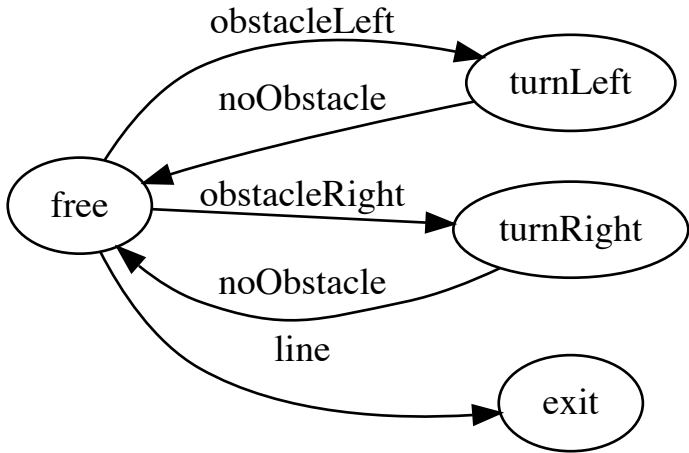 obstacleLeft
turnLeft
noObstacle
free
obstacleRight
turnRight
noObstacle
line
exit